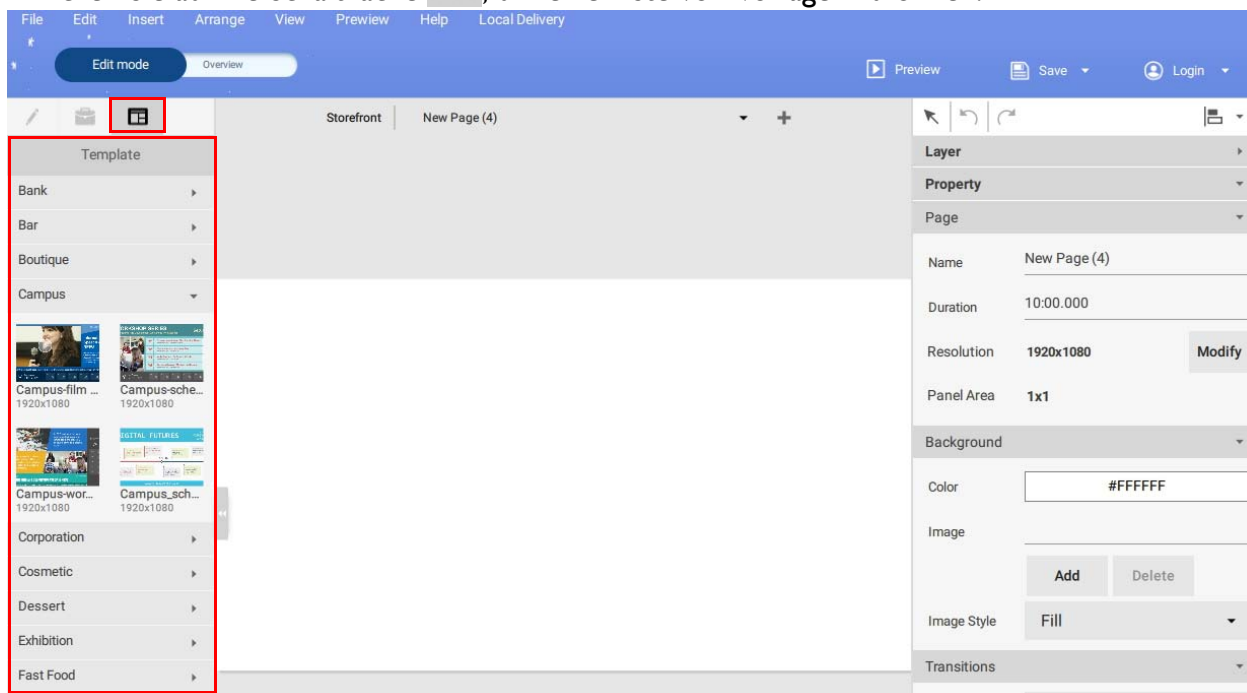 File Edit Insert Arrange View Prewiew Help Local Delivery
Edit mode Overview
Preview Save Login
Storefront New Page (4) +
Template
Bank
Bar
Boutique
Campus
Campus-film ...
1920x1080
Campus-sche...
1920x1080
DIGITAL FUTURES
Campus-wor...
1920x1080
Campus_sch...
1920x1080
Corporation
Cosmetic
Dessert
Exhibition
Fast Food
Layer
Property
Page
Name New Page (4)
Duration 10:00.000
Resolution 1920x1080 Modify
Panel Area 1x1
Background
Color #FFFFFF
Image
Add Delete
Image Style Fill
Transitions